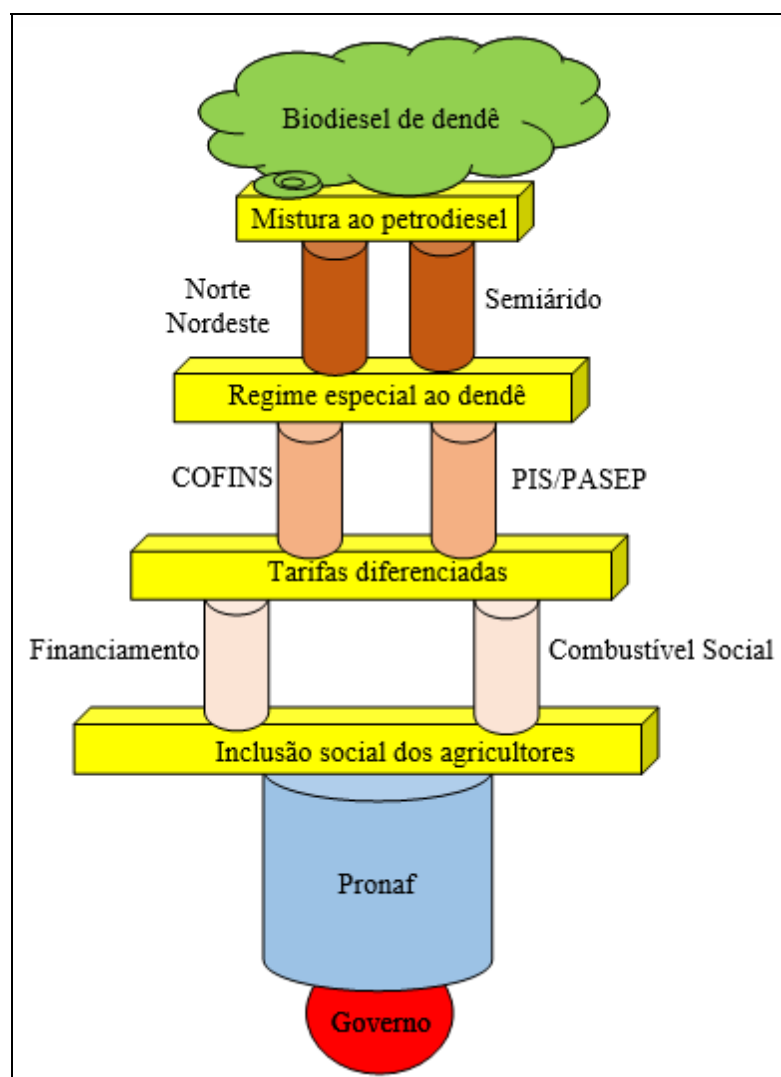 Biodiesel de dendê
Mistura ao petrodiesel
Norte
Nordeste
Semiárido
Regime especial ao dendê
COFINS
PIS/PASEP
Tarifas diferenciadas
Financiamento
Combustível Social
Inclusão social dos agricultores
Pronaf
Governo